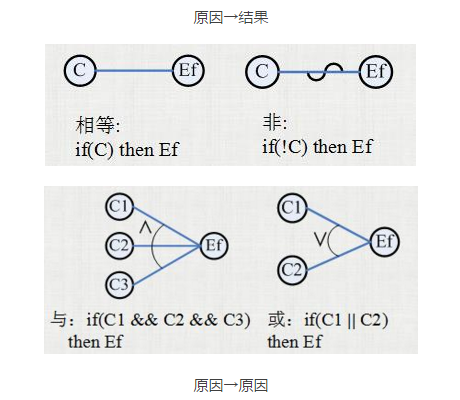 原因→结果
C Ef C Ef
相等: 非:
if(C) then Ef if(!C) then Ef
C1 C1
∧
C2 Ef ∨ Ef
C3 C2
与: if(C1 && C2 && C3) 或: if(C1 || C2)
then Ef then Ef
原因→原因